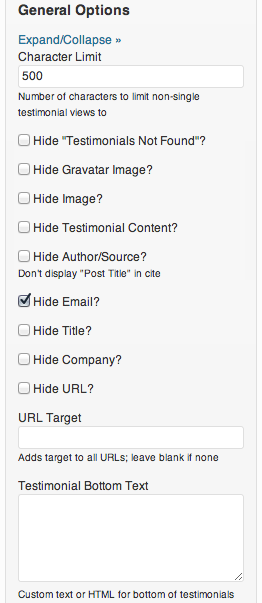 General Options
Expand/Collapse »
Character Limit
500
Number of characters to limit non-single
testimonial views to
Hide "Testimonials Not Found"?
Hide Gravatar Image?
Hide Image?
Hide Testimonial Content?
Hide Author/Source?
Don't display "Post Title" in cite
Hide Email?
Hide Title?
Hide Company?
Hide URL?
URL Target
Adds target to all URLs; leave blank if none
Testimonial Bottom Text
Custom text or HTML for bottom of testimonials